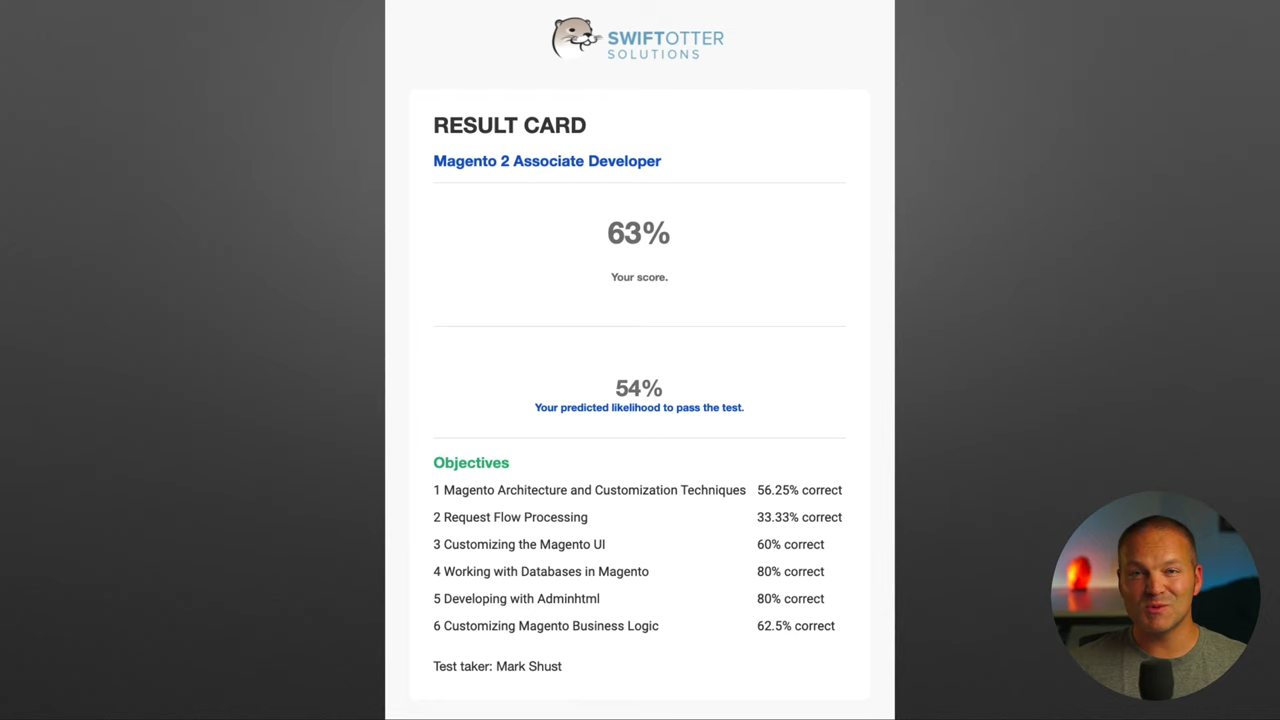 SWIFTOTTER
SOLUTIONS
RESULT CARD
Magento 2 Associate Developer
63%
Your score.
54%
Your predicted likelihood to pass the test.
Objectives
1 Magento Architecture and Customization Techniques 56.25% correct
2 Request Flow Processing 33.33% correct
3 Customizing the Magento UI 60% correct
4 Working with Databases in Magento 80% correct
5 Developing with Adminhtml 80% correct
6 Customizing Magento Business Logic 62.5% correct
Test taker: Mark Shust